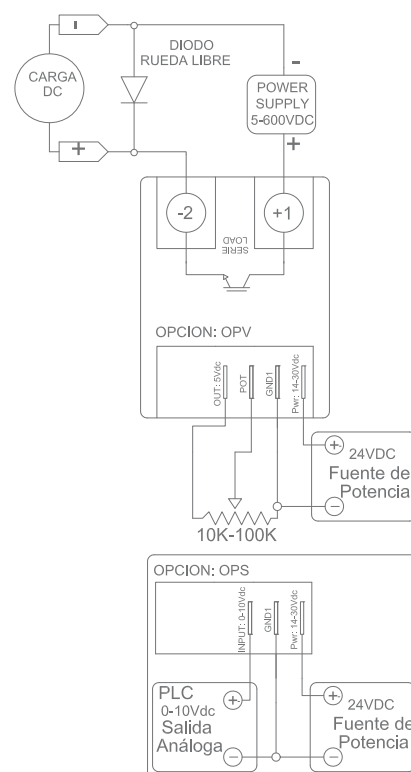 -
DIODO
RUEDA LIBRE
-
CARGA
DC
POWER
SUPPLY
5-600VDC
+
+
-2
+1
SERIE
LOAD
OPCION: OPV
OUT: 5Vdc
POT
GND1
Pwr: 14-30Vdc
+
24VDC
Fuente de
Potencia
-
10K-100K
OPCION: OPS
INPUT: 0-10Vdc
GND1
Pwr: 14-30Vdc
PLC
0-10Vdc
Salida
Análoga
+
-
+
24VDC
Fuente de
Potencia
-